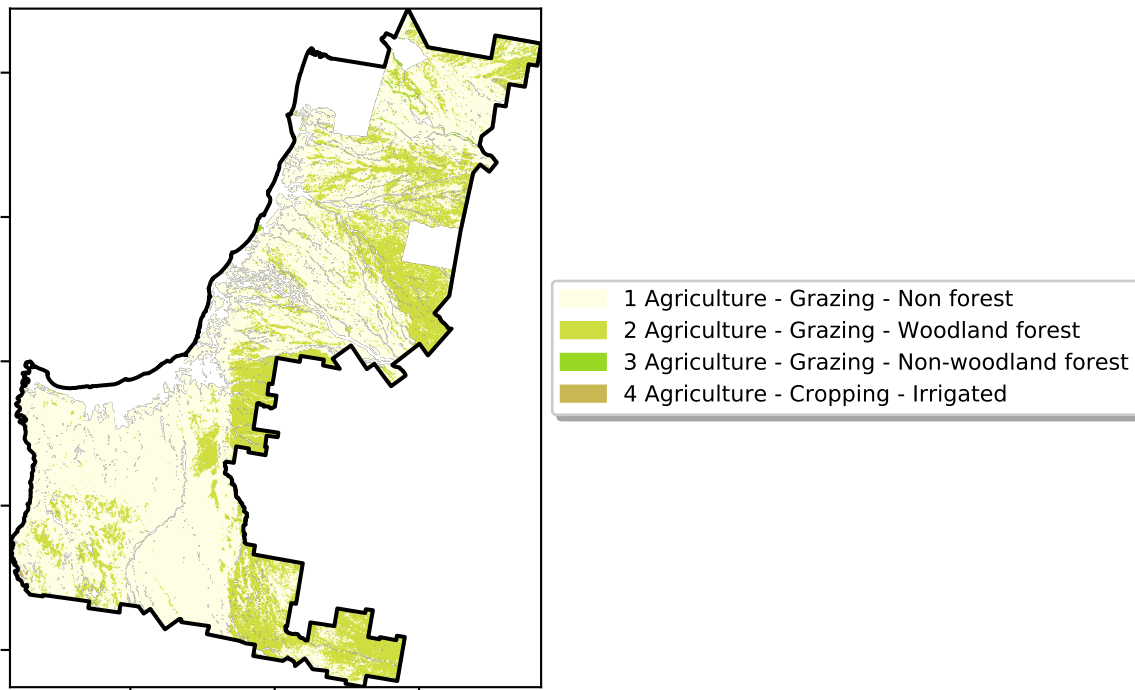 1 Agriculture - Grazing - Non forest
2 Agriculture - Grazing - Woodland forest
3 Agriculture - Grazing - Non-woodland forest
4 Agriculture - Cropping - Irrigated